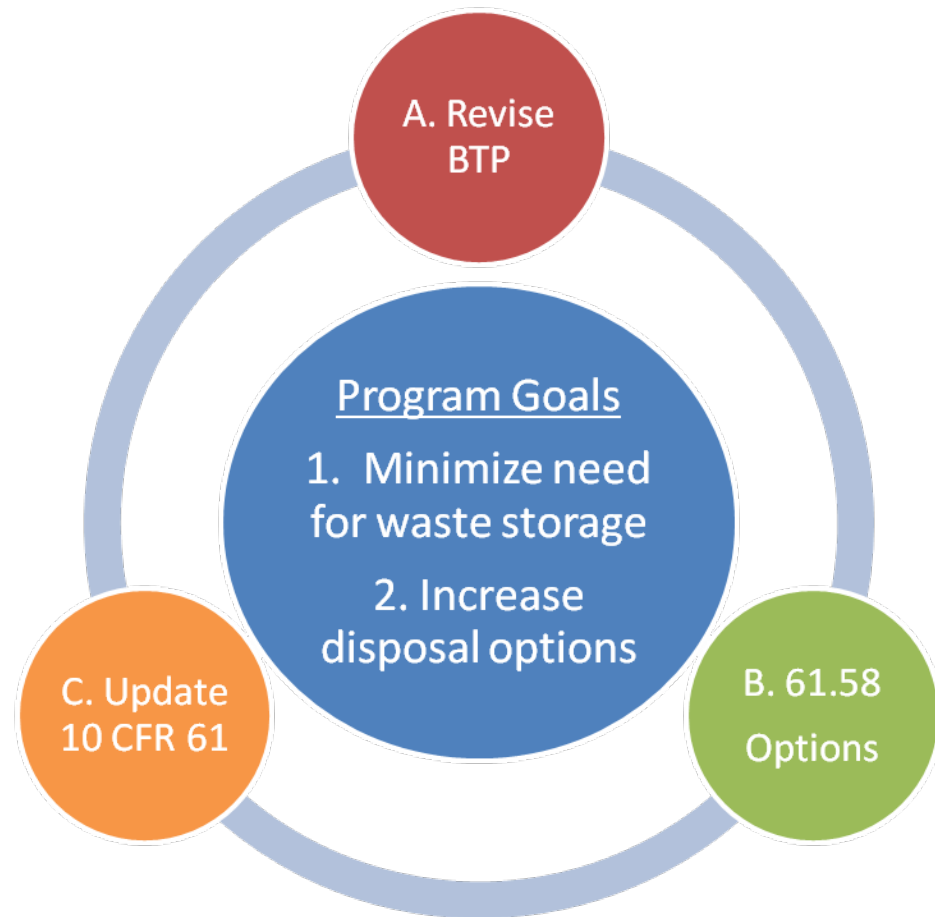 A. Revise
BTP
Program Goals
1. Minimize need
for waste storage
2. Increase
disposal options
B. 61.58
Options
C. Update
10 CFR 61